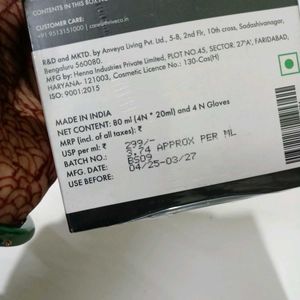 CONTENTS IN THIS BOX
CUSTOMER CARE:
+91 9513151000 | care@thriveco.in
R&D and MKTD. by: Anveya Living Pvt. Ltd., 5-B, 2nd Flr, 10th cross, Sadashivanagar,
Bengaluru 560080.
MFG by: Henna Industries Private Limited, PLOT NO.45, SECTOR. 27'A', FARIDABAD,
HARYANA- 121003, Cosmetic Licence No.: 130-Cos(H)
ISO: 9001:2015
MADE IN INDIA
NET CONTENT: 80 ml (4N * 20ml) and 4 N Gloves
MRP (incl. of all taxes): ₹ 299/-
USP per ml: ₹ 3.74 APPROX PER ML
BATCH NO. BS09
MFG. DATE: 04/25-03/27
USE BEFORE: